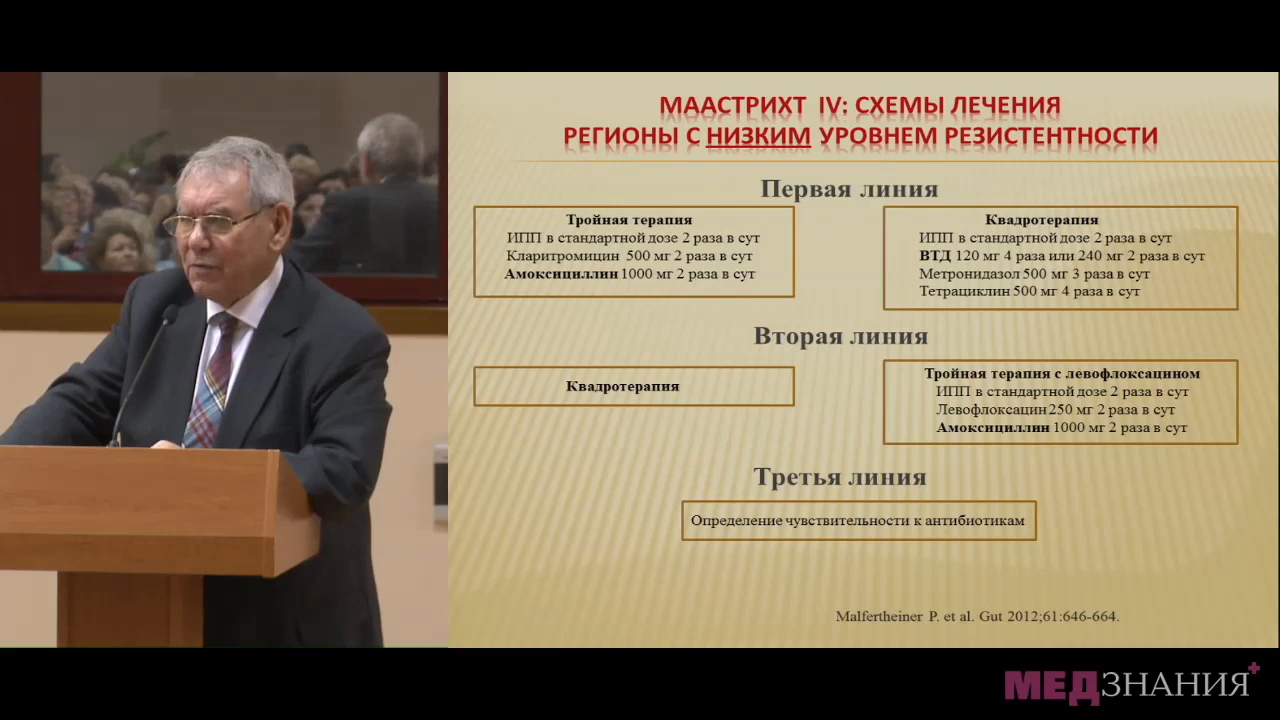 МААСТРИХТ IV: СХЕМЫ ЛЕЧЕНИЯ
РЕГИОНЫ С НИЗКИМ УРОВНЕМ РЕЗИСТЕНТНОСТИ
Первая линия
Тройная терапия
ИПП в стандартной дозе 2 раза в сут
Кларитромицин 500 мг 2 раза в сут
Амоксициллин 1000 мг 2 раза в сут
Квадротерапия
ИПП в стандартной дозе 2 раза в сут
ВТД 120 мг 4 раза или 240 мг 2 раза в сут
Метронидазол 500 мг 3 раза в сут
Тетрациклин 500 мг 4 раза в сут
Вторая линия
Квадротерапия
Тройная терапия с левофлоксацином
ИПП в стандартной дозе 2 раза в сут
Левофлоксацин 250 мг 2 раза в сут
Амоксициллин 1000 мг 2 раза в сут
Третья линия
Определение чувствительности к антибиотикам
Malfertheiner P. et al. Gut 2012;61:646-664.
МЕДЗНАНИЯ+